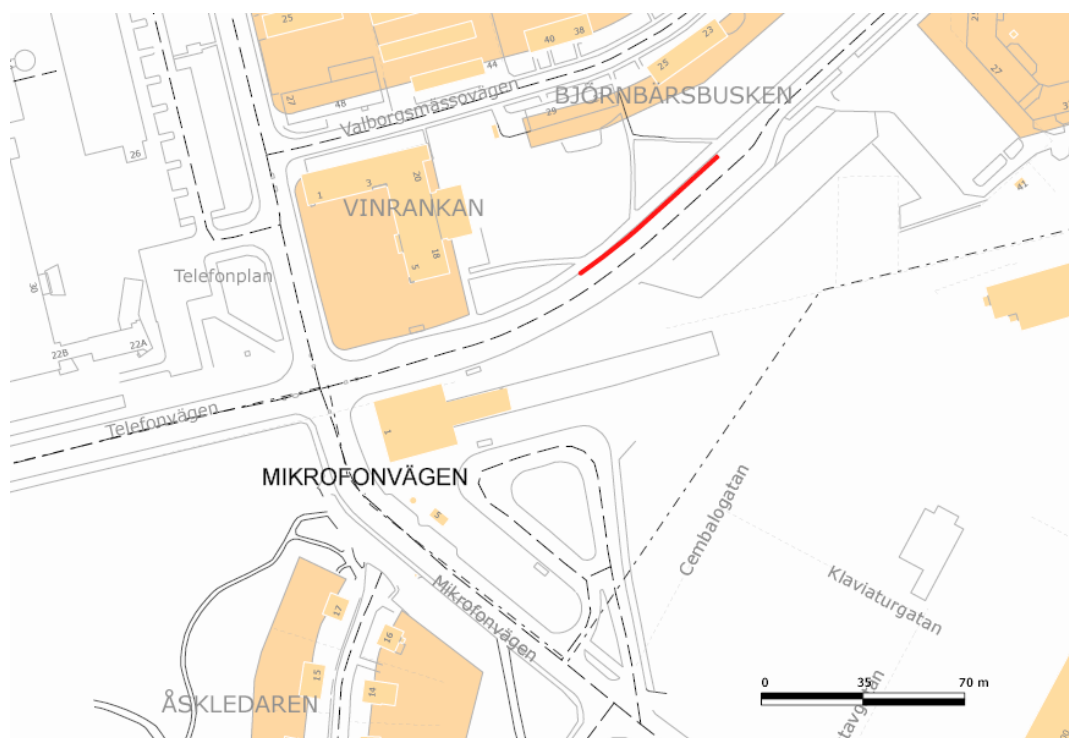 25
40
38
23
44
25
27
27
48
29
BJÖRNBÄRSBUSKEN
Valborgsmässovägen
26
1
3
20
VINRANKAN
41
18
5
Telefonplan
30
22B
22A
Telefonvägen
1
MIKROFONVÄGEN
5
Cembalogatan
Klaviaturgatan
Mikrofonvägen
17
16
15
14
ÅSKLEDAREN
0
35
70 m